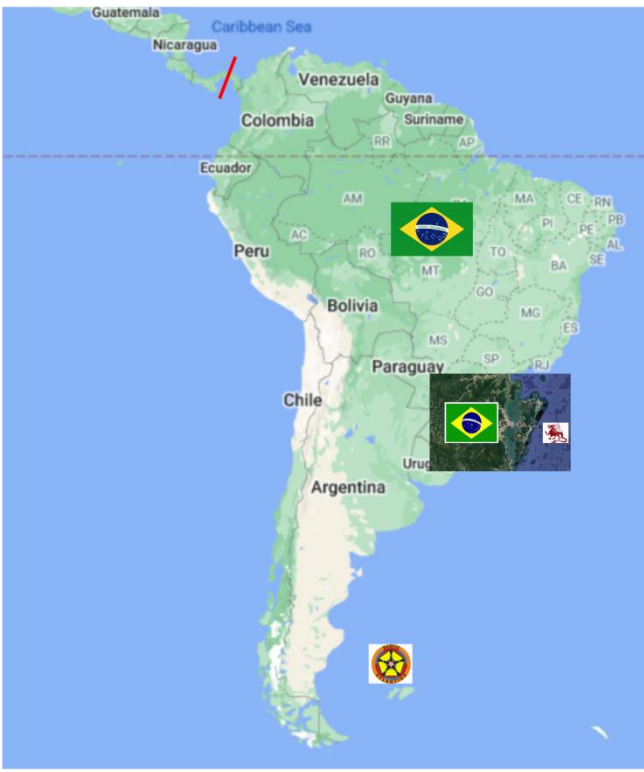 Guatemala
Caribbean Sea
Nicaragua
Venezuela
Guyana
Colombia
Suriname
RR
AP
Ecuador
AM
MA
CE
RN
PB
PI
PE
AC
AL
RO
TO
SE
Peru
BA
MT
GO
Bolivia
MG
ES
MS
SP
Paraguay
RJ
Chile
Urug
Argentina